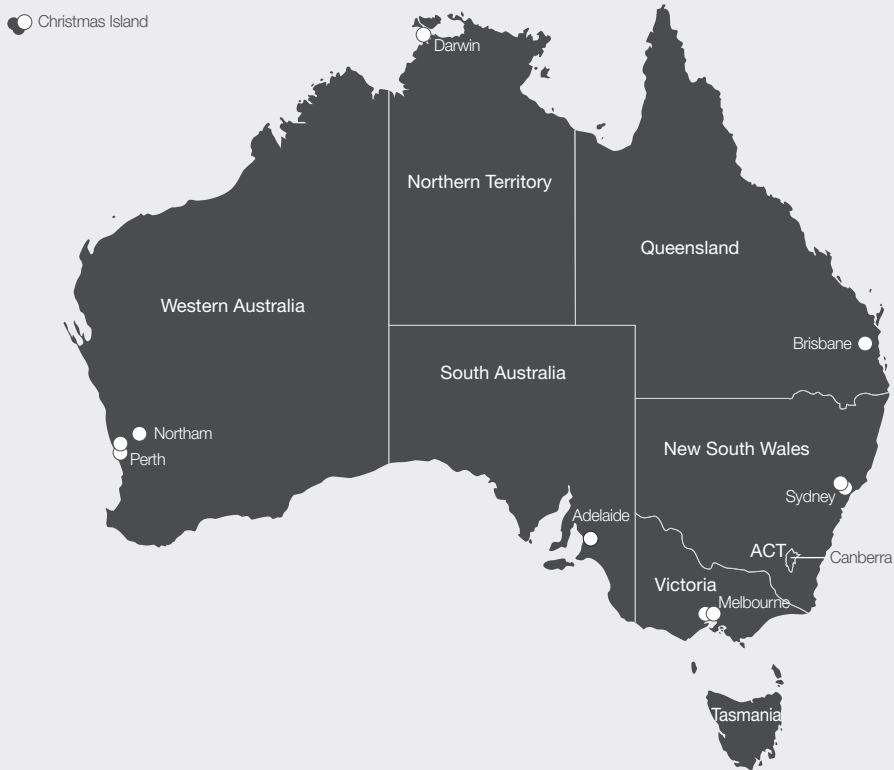 Christmas Island
Darwin
Northern Territory
Queensland
Western Australia
Brisbane
South Australia
Northam
New South Wales
Perth
Sydney
Adelaide
ACT
Canberra
Victoria
Melbourne
Tasmania